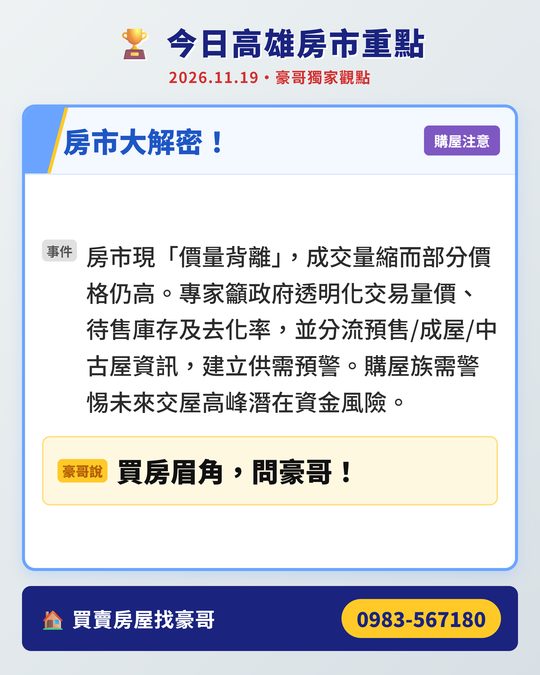 今日高雄房市重點
2026.11.19・豪哥獨家觀點
房市大解密！
購屋注意
事件
房市現「價量背離」，成交量縮而部分價
格仍高。專家籲政府透明化交易量價、
待售庫存及去化率，並分流預售/成屋/中
古屋資訊，建立供需預警。購屋族需警
惕未來交屋高峰潛在資金風險。
豪哥說
買房眉角，問豪哥！
買賣房屋找豪哥
0983-567180